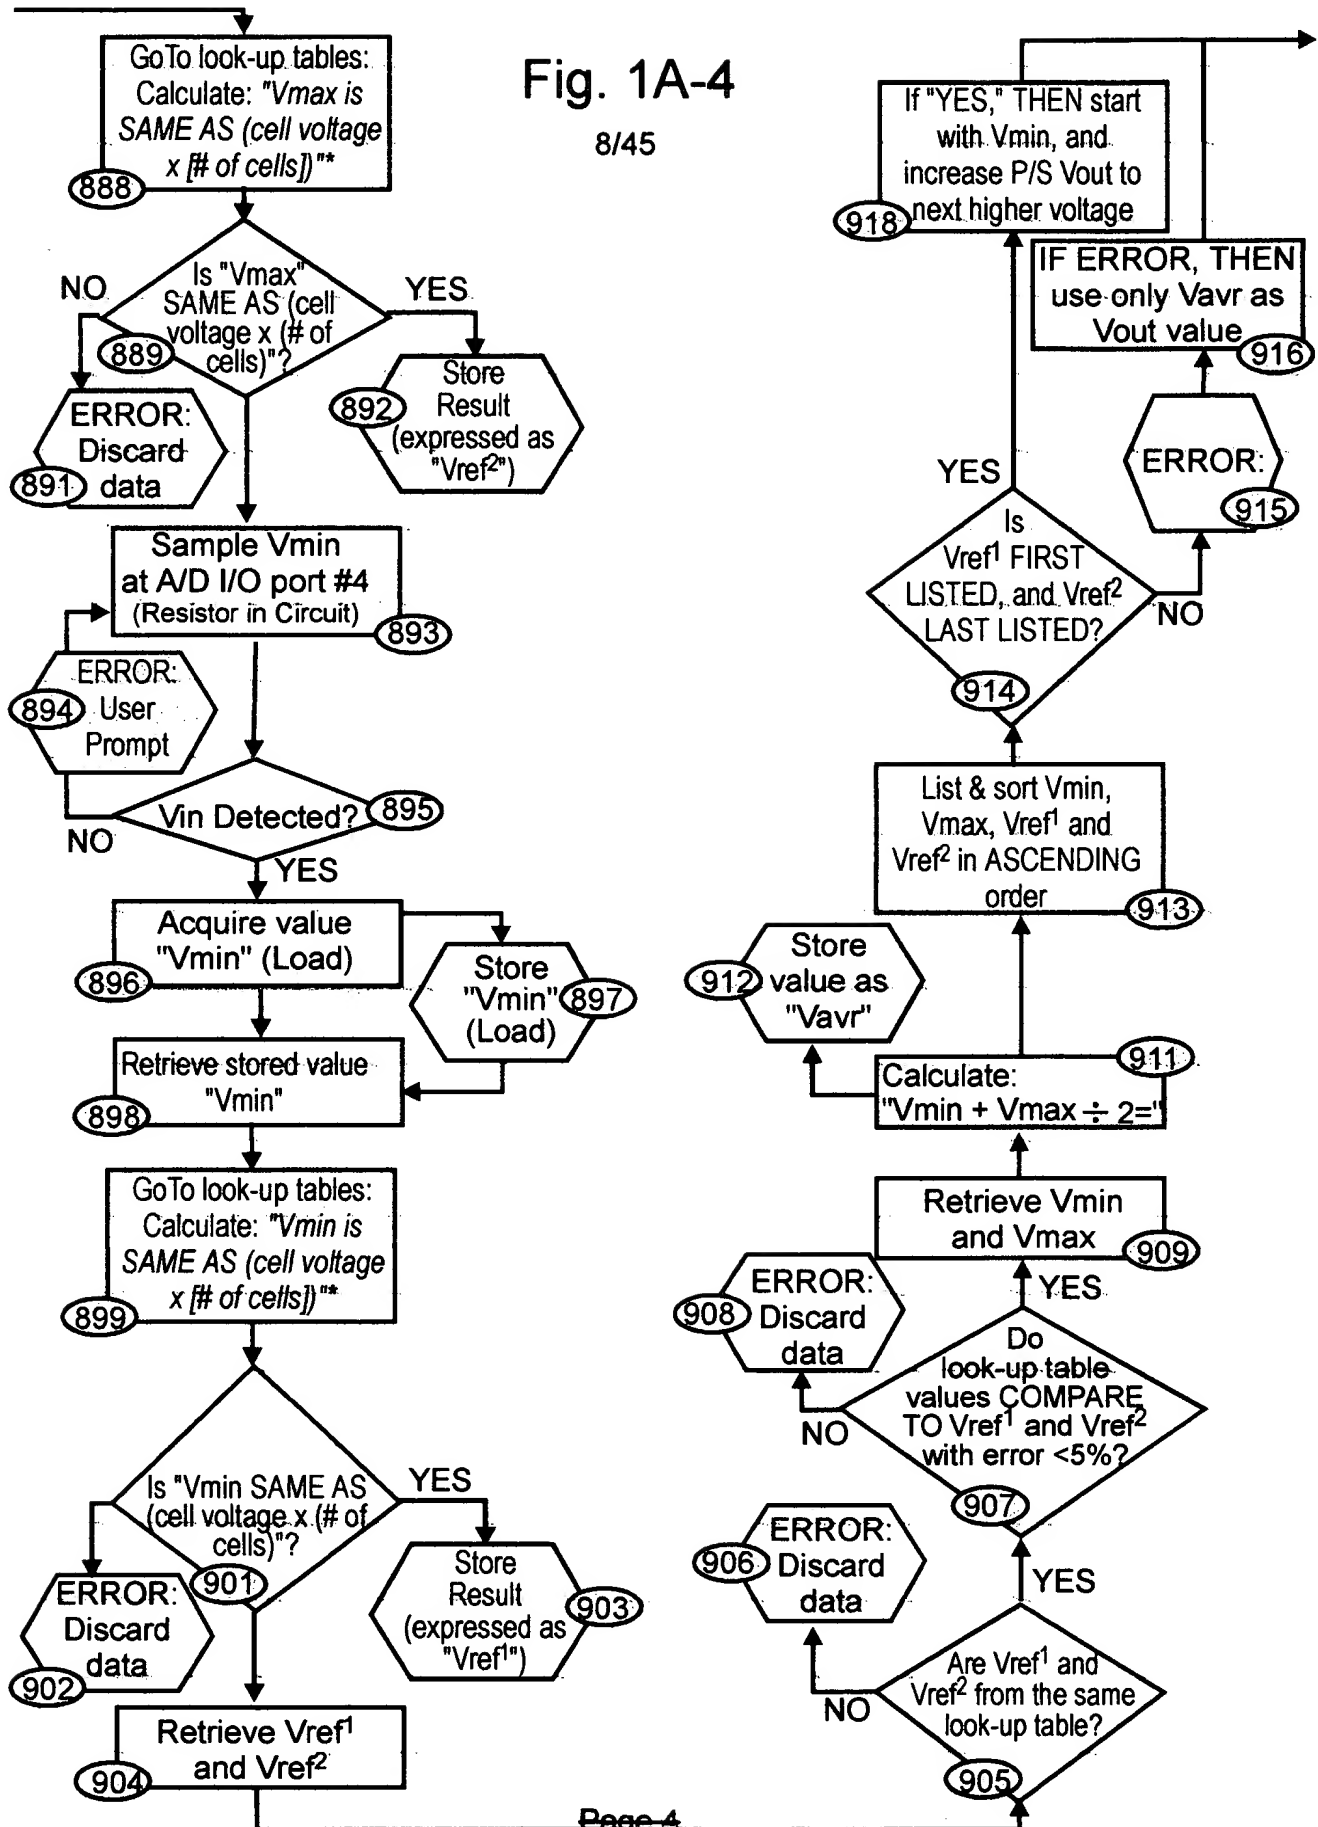 Fig. 1A-4
8/45
GoTo look-up tables:
Calculate: "Vmax is
SAME AS (cell voltage
x [# of cells])"*
888
Is "Vmax"
SAME AS (cell
voltage x (# of
cells)"?
889
NO
YES
ERROR:
Discard
data
891
Store
Result
(expressed as
"Vref²")
892
Sample Vmin
at A/D I/O port #4
(Resistor in Circuit)
893
ERROR:
User
Prompt
894
Vin Detected?
895
NO
YES
Acquire value
"Vmin" (Load)
896
Store
"Vmin"
(Load)
897
Retrieve stored value
"Vmin"
898
GoTo look-up tables:
Calculate: "Vmin is
SAME AS (cell voltage
x [# of cells])"*
899
Is "Vmin SAME AS
(cell voltage x (# of
cells)"?
901
YES
ERROR:
Discard
data
902
Store
Result
(expressed as
"Vref¹")
903
Retrieve Vref¹
and Vref²
904
Page 4
If "YES," THEN start
with Vmin, and
increase P/S Vout to
next higher voltage
918
IF ERROR, THEN
use only Vavr as
Vout value
916
ERROR:
915
YES
Is
Vref¹ FIRST
LISTED, and Vref²
LAST LISTED?
914
NO
List & sort Vmin,
Vmax, Vref¹ and
Vref² in ASCENDING
order
913
Store
value as
"Vavr"
912
911
Calculate:
"Vmin + Vmax ÷ 2="
Retrieve Vmin
and Vmax
909
YES
ERROR:
Discard
data
908
NO
Do
look-up table
values COMPARE
TO Vref¹ and Vref²
with error <5%?
907
YES
ERROR:
Discard
data
906
NO
Are Vref¹ and
Vref² from the same
look-up table?
905